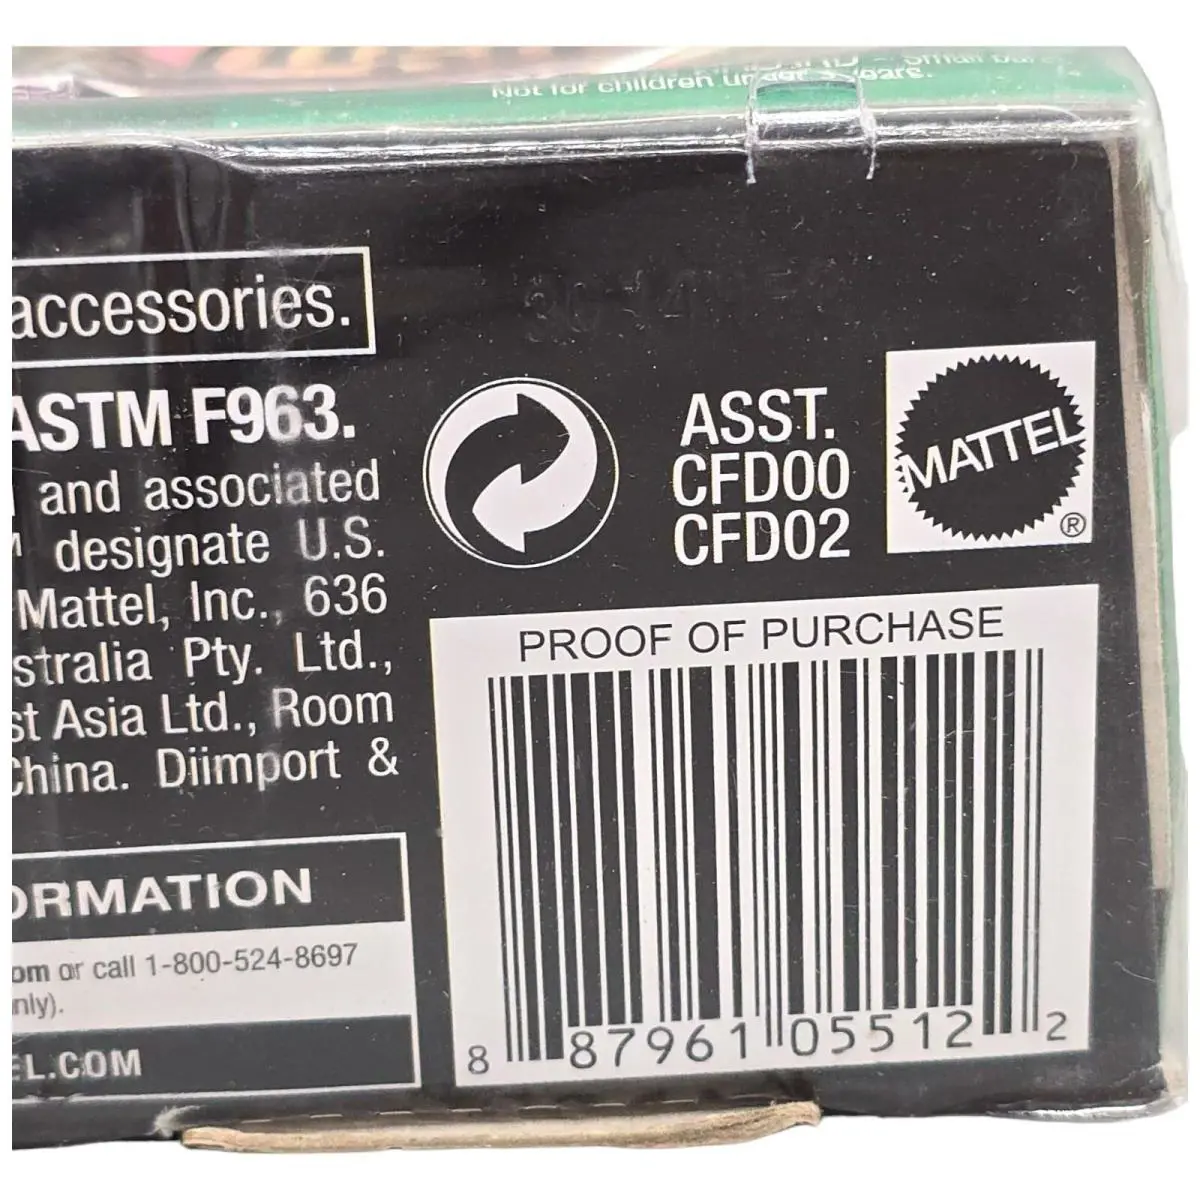 Not for children under 3 years.
accessories.
ASTM F963.
and associated
designate U.S.
Mattel, Inc., 636
stralia Pty. Ltd.,
st Asia Ltd., Room
China. Diimport &
ORMATION
om or call 1-800-524-8697
nly).
EL.COM
ASST.
CFD00
CFD02
MATTEL
®
PROOF OF PURCHASE
8 87961 05512 2